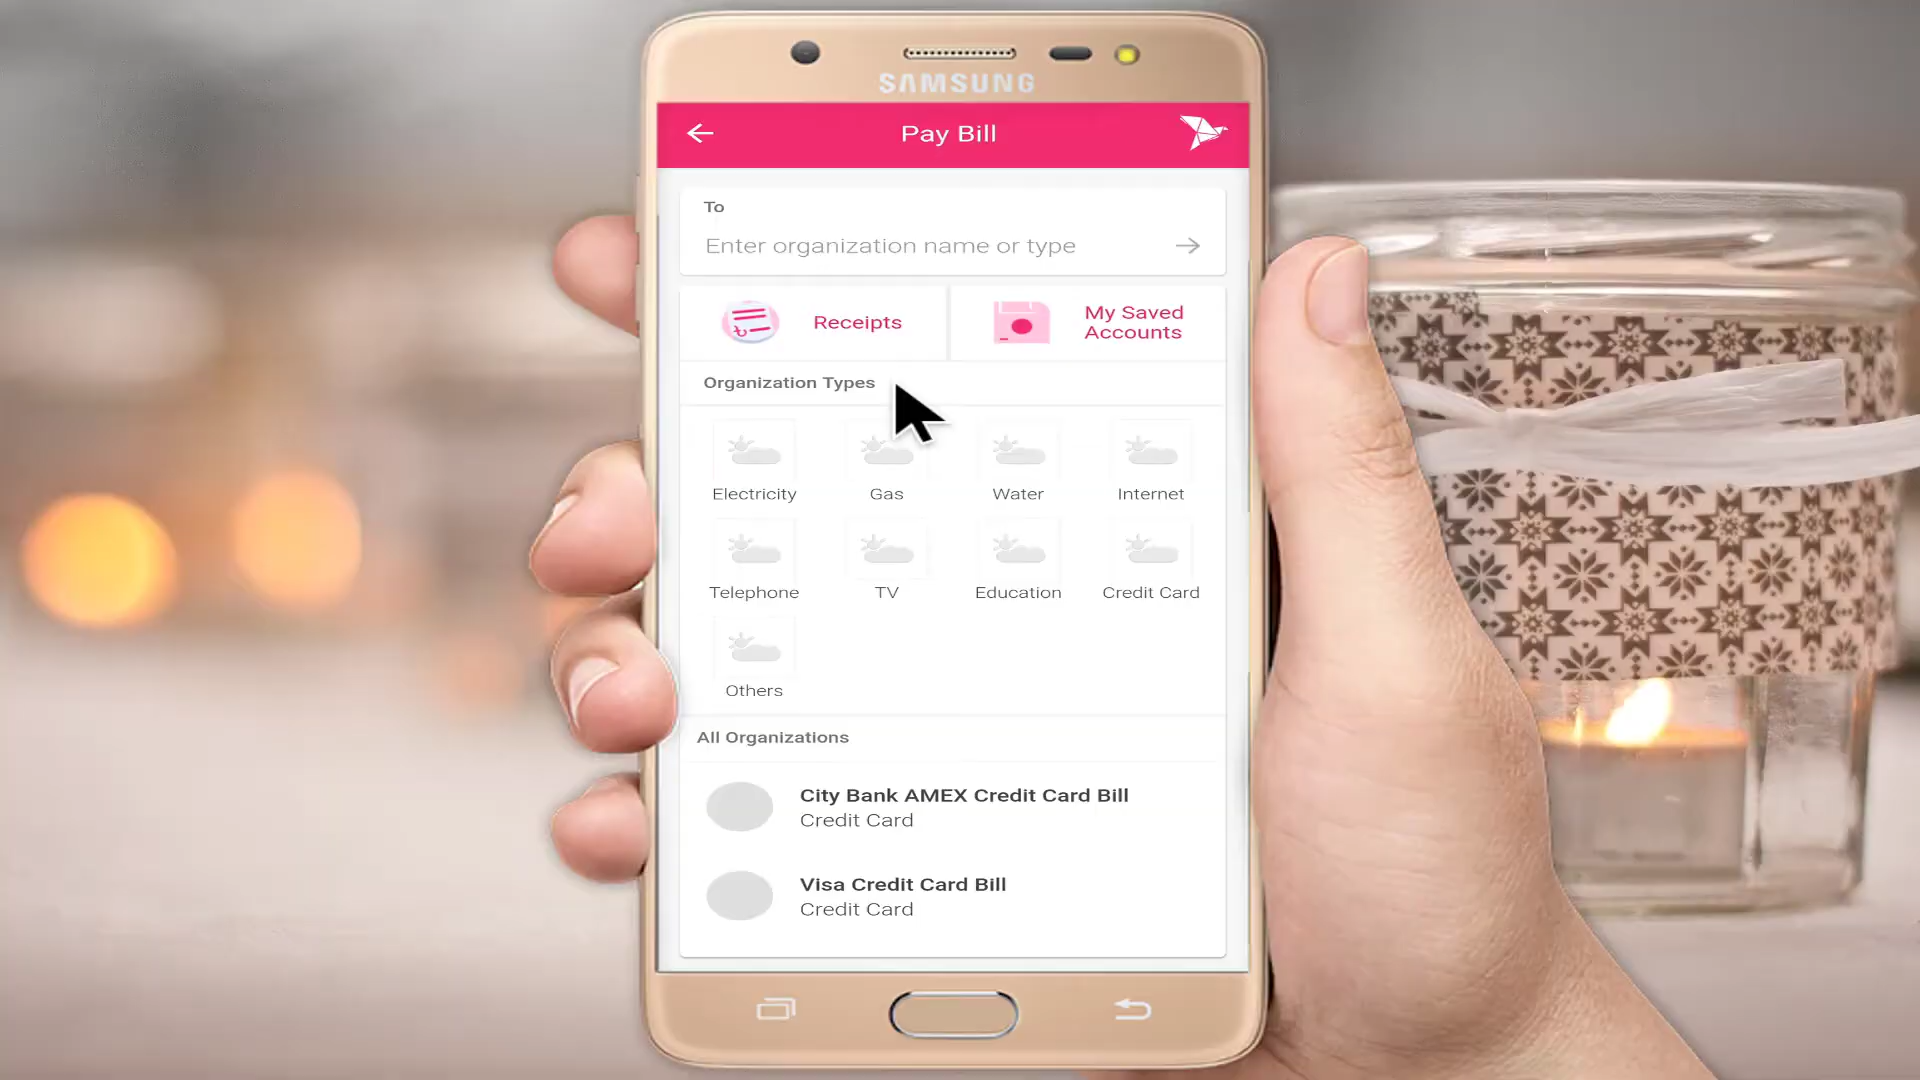 SAMSUNG
Pay Bill
To
Enter organization name or type
Receipts
My Saved
Accounts
Organization Types
Electricity
Gas
Water
Internet
Telephone
TV
Education
Credit Card
Others
All Organizations
City Bank AMEX Credit Card Bill
Credit Card
Visa Credit Card Bill
Credit Card